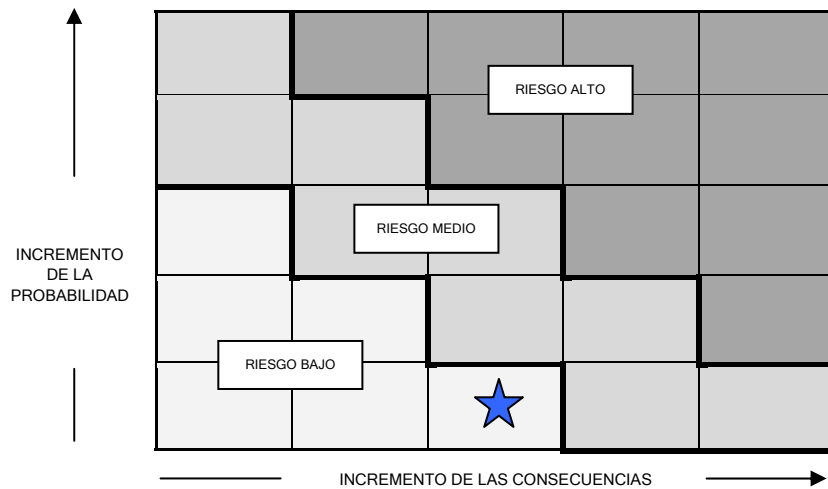 RIESGO ALTO
RIESGO MEDIO
INCREMENTO
DE LA
PROBABILIDAD
RIESGO BAJO
INCREMENTO DE LAS CONSECUENCIAS